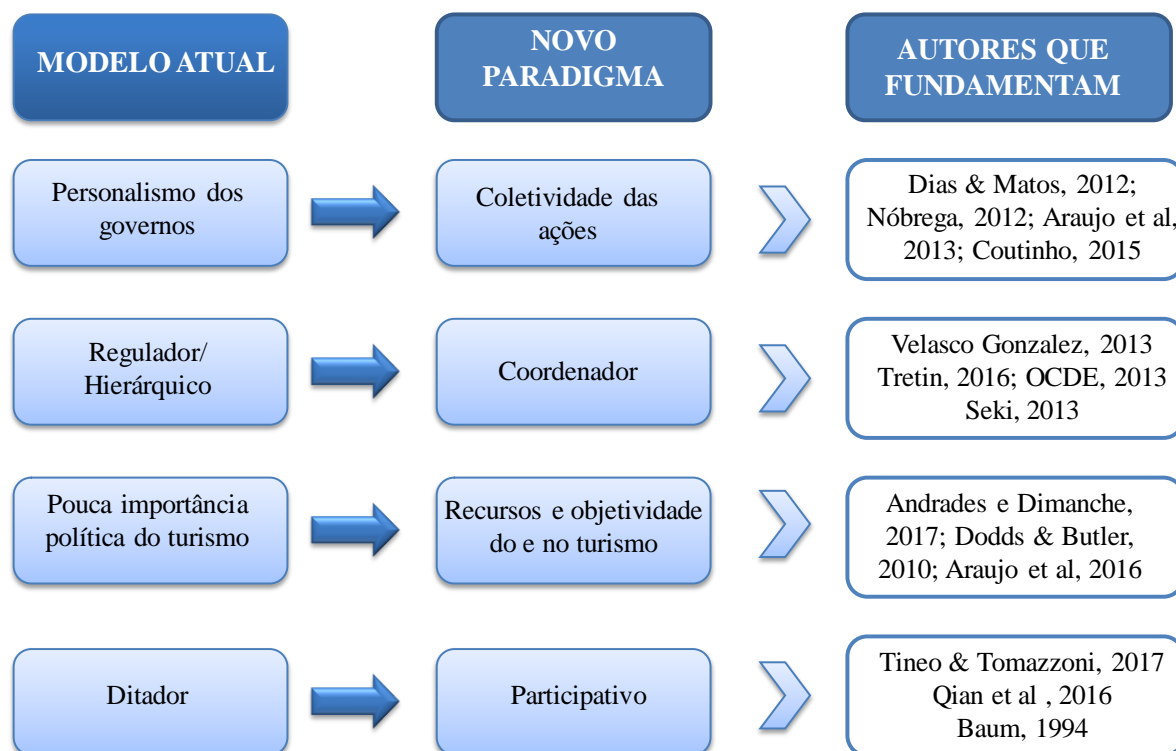 MODELO ATUAL
NOVO
PARADIGMA
AUTORES QUE
FUNDAMENTAM
Personalismo dos
governos
Coletividade das
ações
Dias & Matos, 2012;
Nóbrega, 2012; Araujo et al,
2013; Coutinho, 2015
Regulador/
Hierárquico
Coordenador
Velasco Gonzalez, 2013
Tretin, 2016; OCDE, 2013
Seki, 2013
Pouca importância
política do turismo
Recursos e objetividade
do e no turismo
Andrades e Dimanche,
2017; Dodds & Butler,
2010; Araujo et al, 2016
Ditador
Participativo
Tineo & Tomazzoni, 2017
Qian et al , 2016
Baum, 1994